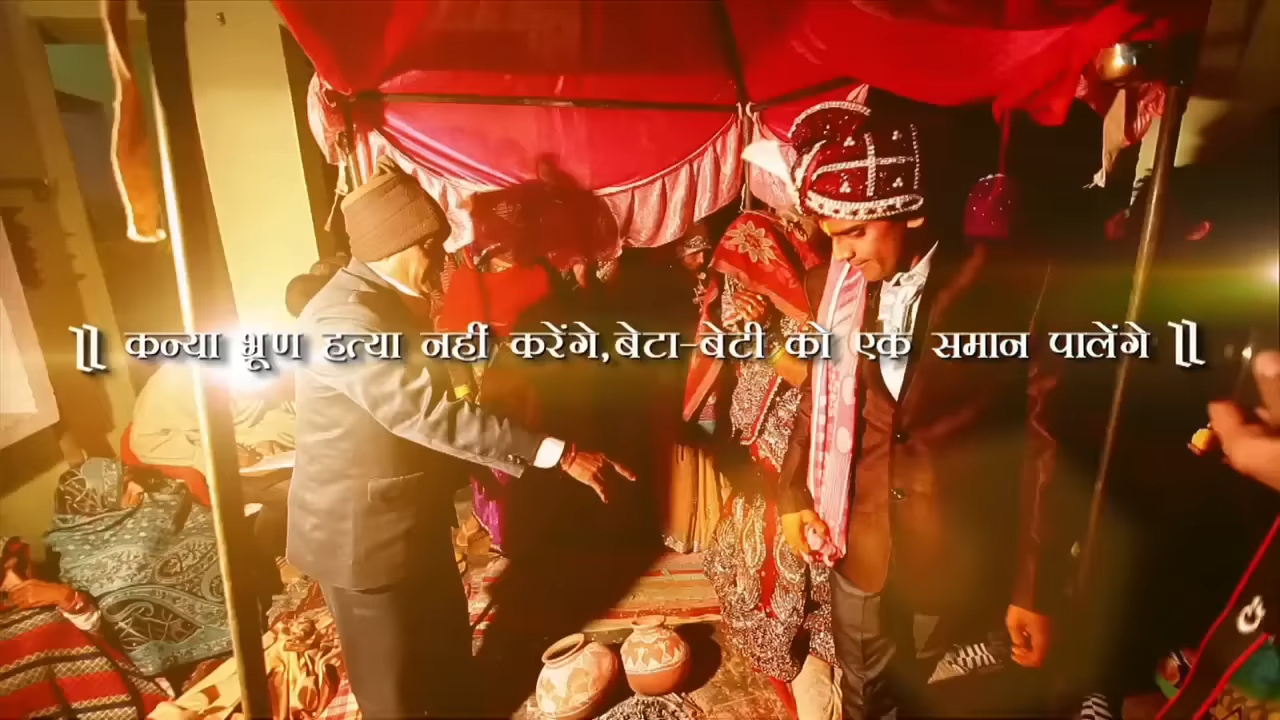 ॥ कन्या भ्रूण हत्या नहीं करेंगे,बेटा-बेटी को एक समान पालेंगे ॥